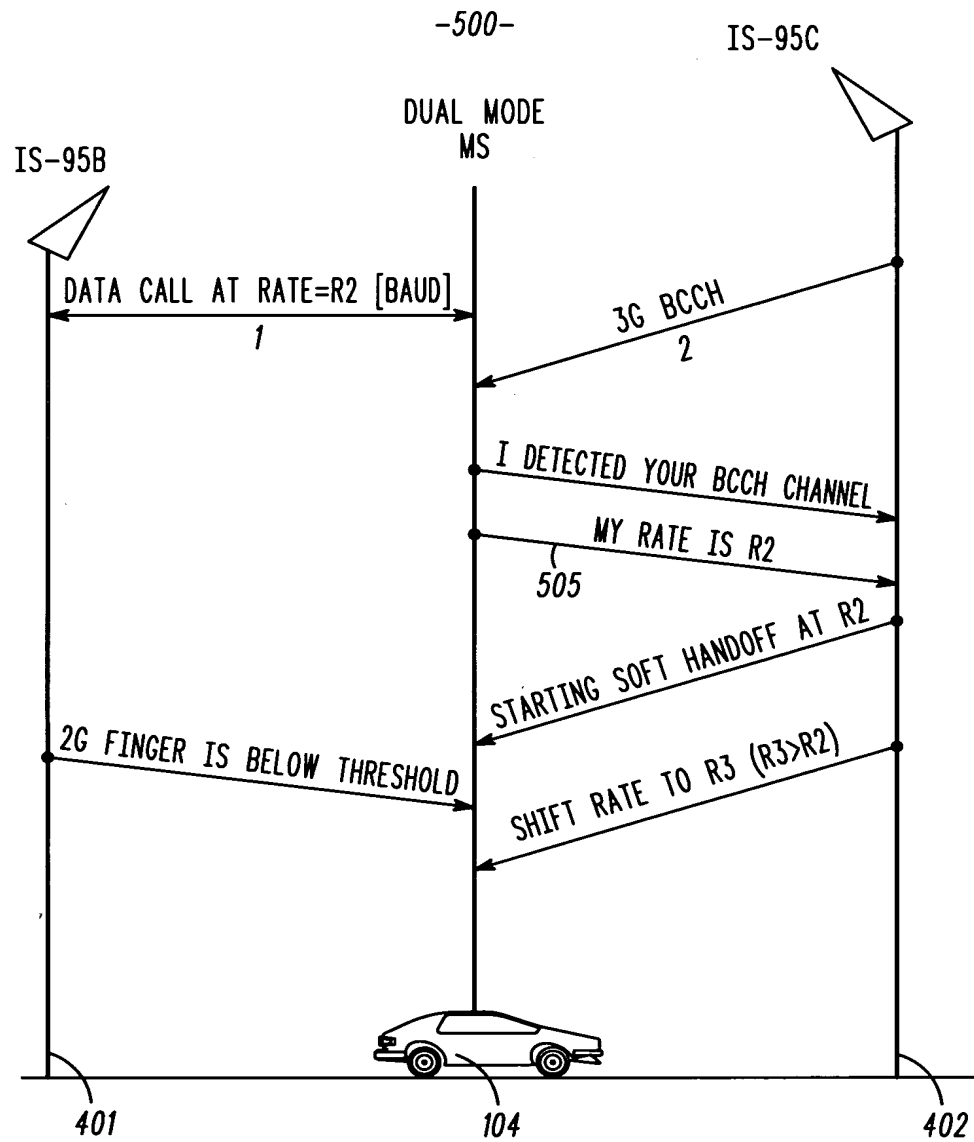 -500-
IS-95C
DUAL MODE
MS
IS-95B
DATA CALL AT RATE=R2 [BAUD]
1
3G BCCH
2
I DETECTED YOUR BCCH CHANNEL
MY RATE IS R2
505
STARTING SOFT HANDOFF AT R2
2G FINGER IS BELOW THRESHOLD
SHIFT RATE TO R3 (R3>R2)
401
104
402